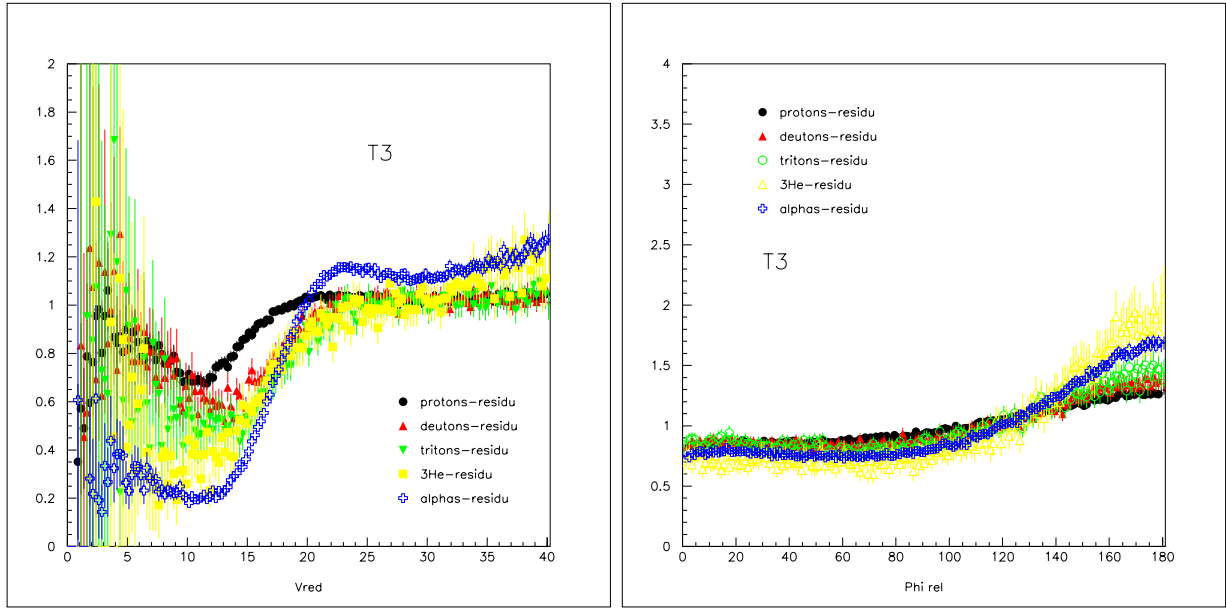 2
1.8
1.6
1.4
1.2
1
0.8
0.6
0.4
0.2
0
T3
protons-residu
deutons-residu
tritons-residu
3He-residu
alphas-residu
0 5 10 15 20 25 30 35 40
Vred
4
3.5
3
2.5
2
1.5
1
0.5
0
protons-residu
deutons-residu
tritons-residu
3He-residu
alphas-residu
T3
0 20 40 60 80 100 120 140 160 180
Phi rel